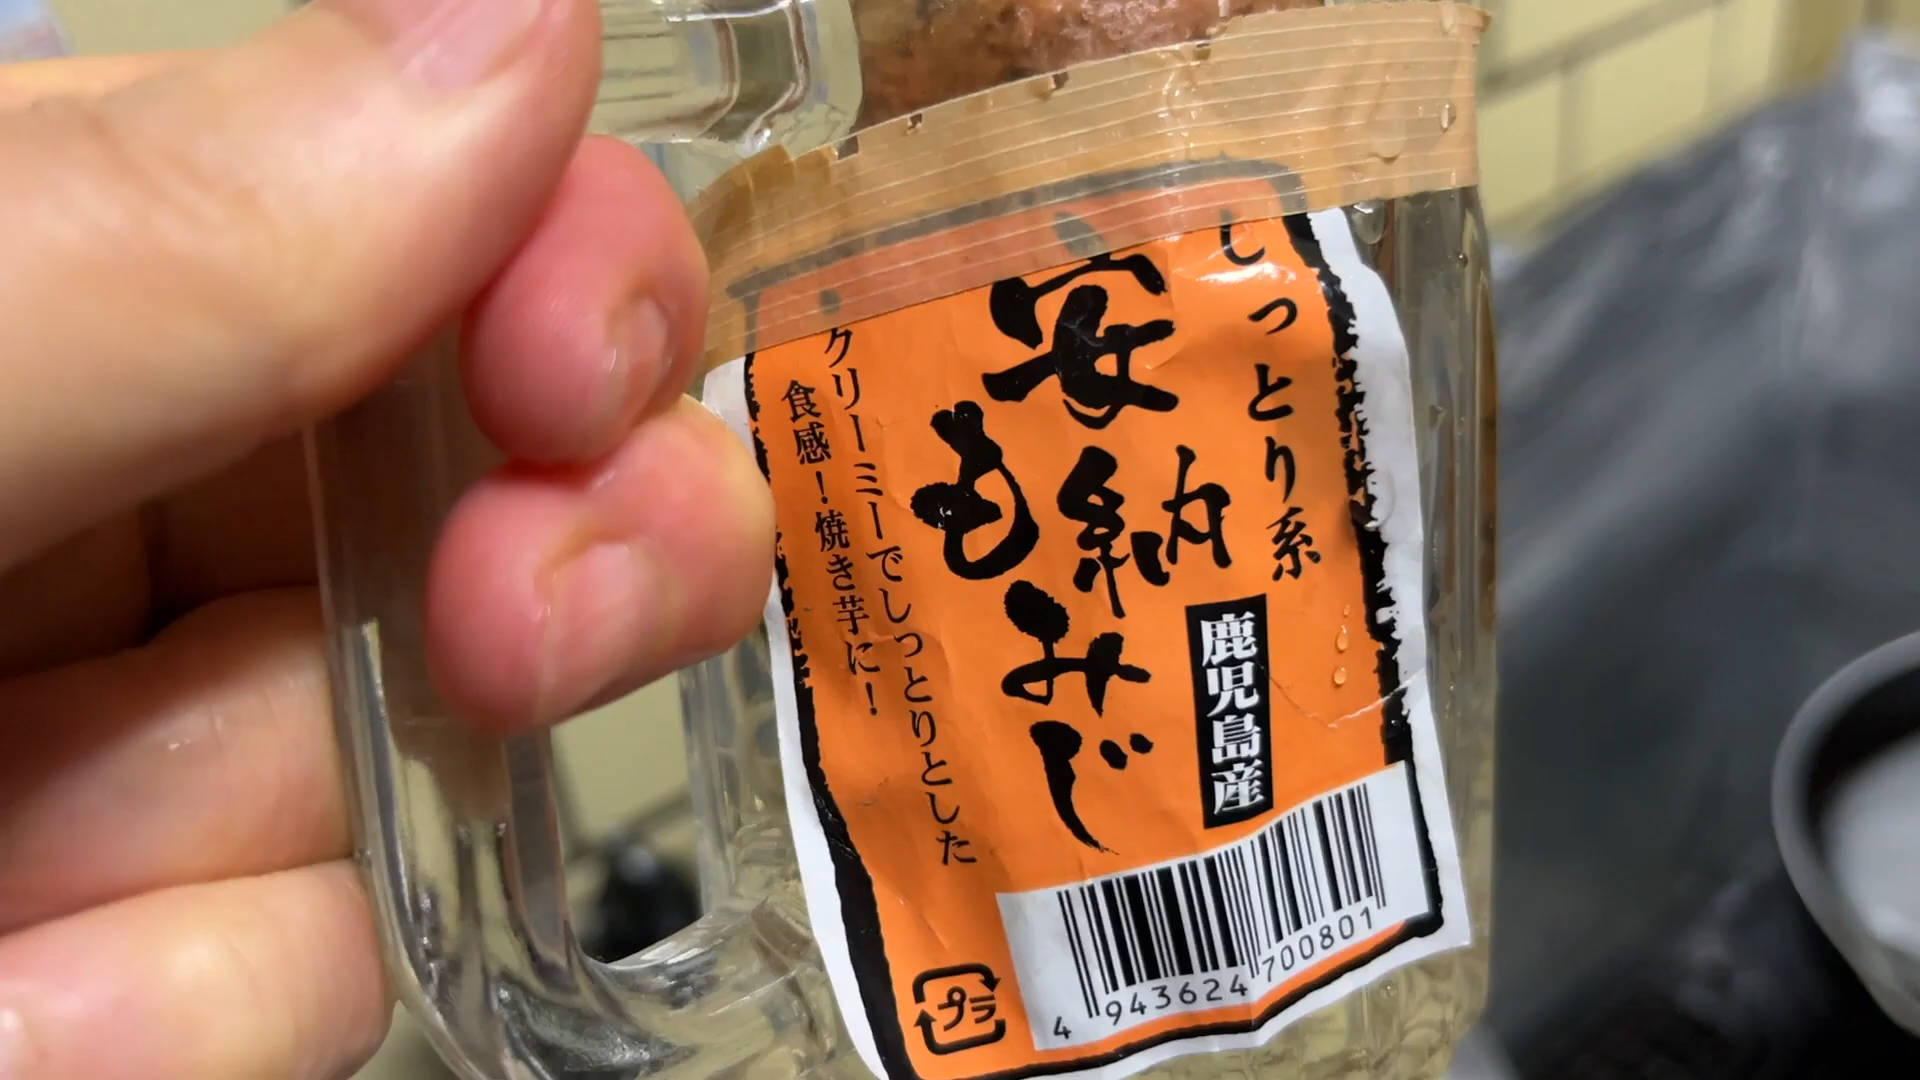 しっとり系
鹿児島産
安納
もみじ
クリーミーでしっとりとした
食感！焼き芋に！
プラ
4 943624 700801